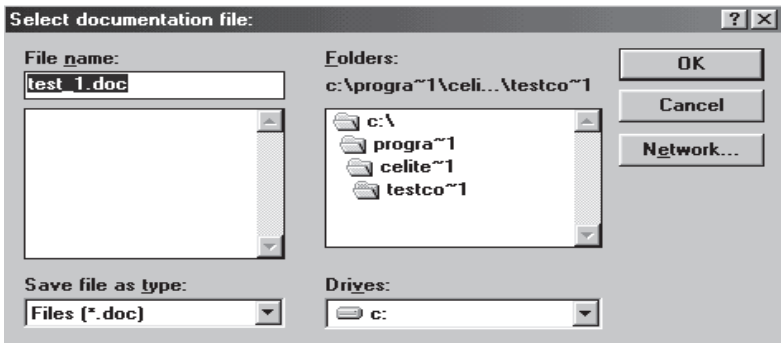 Select documentation file:
File name:
test_1.doc
Save file as type:
Files (*.doc)
Folders:
c:\progra~1\celi...\testco~1
c:\
progra~1
celite~1
testco~1
Drives:
c:
OK
Cancel
Network...